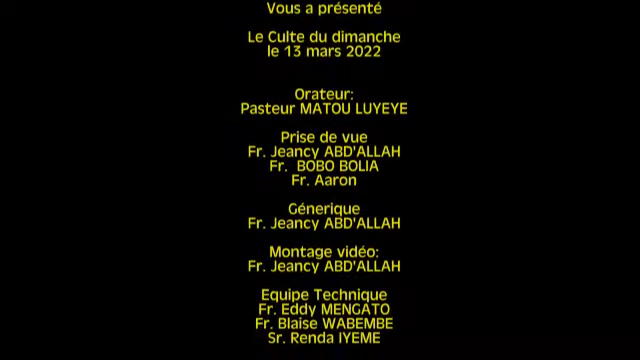 Vous a présenté
Le Culte du dimanche
le 13 mars 2022
Orateur:
Pasteur MATOU LUYEYE
Prise de vue
Fr. Jeancy ABD'ALLAH
Fr. BOBO BOLIA
Fr. Aaron
Génerique
Fr. Jeancy ABD'ALLAH
Montage vidéo:
Fr. Jeancy ABD'ALLAH
Equipe Technique
Fr. Eddy MENGATO
Fr. Blaise WABEMBE
Sr. Renda IYEME